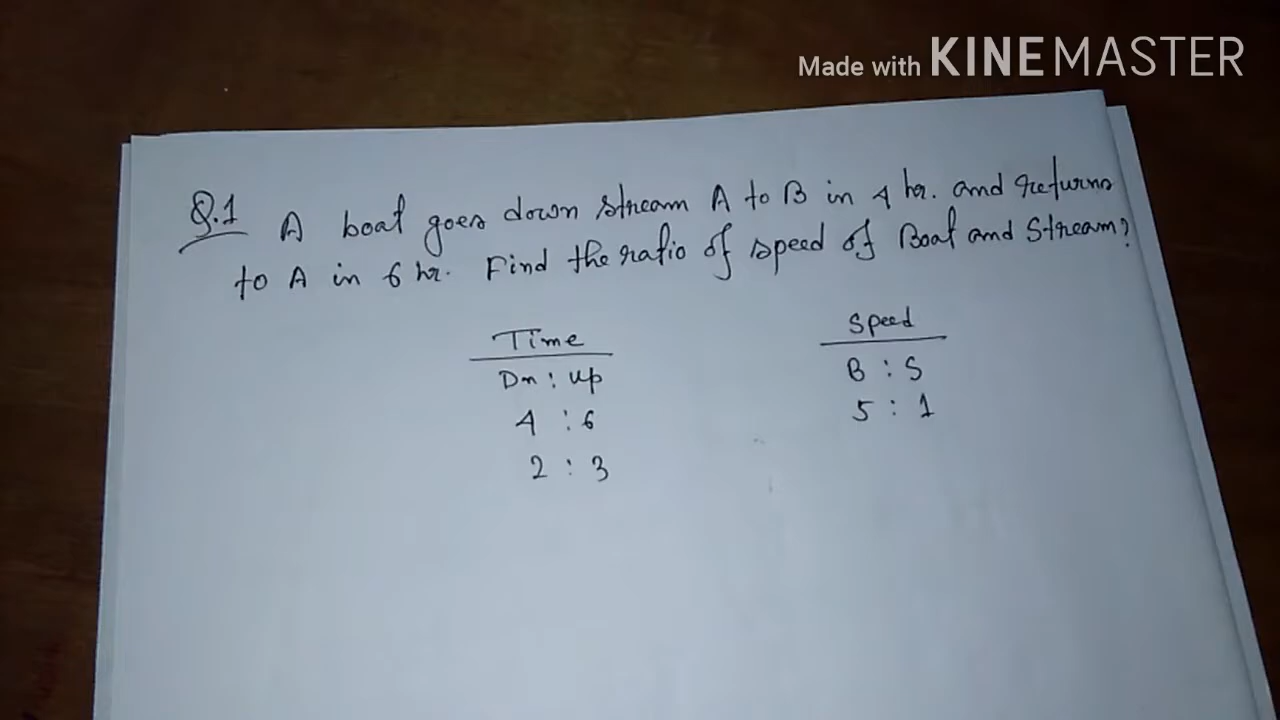 Made with KINEMASTER
Q.1 A boat goes down stream A to B in 4 hr. and returns
to A in 6 hr. Find the ratio of speed of Boat and Stream?
Time
Dn : up
4 : 6
2 : 3
Speed
B : S
5 : 1